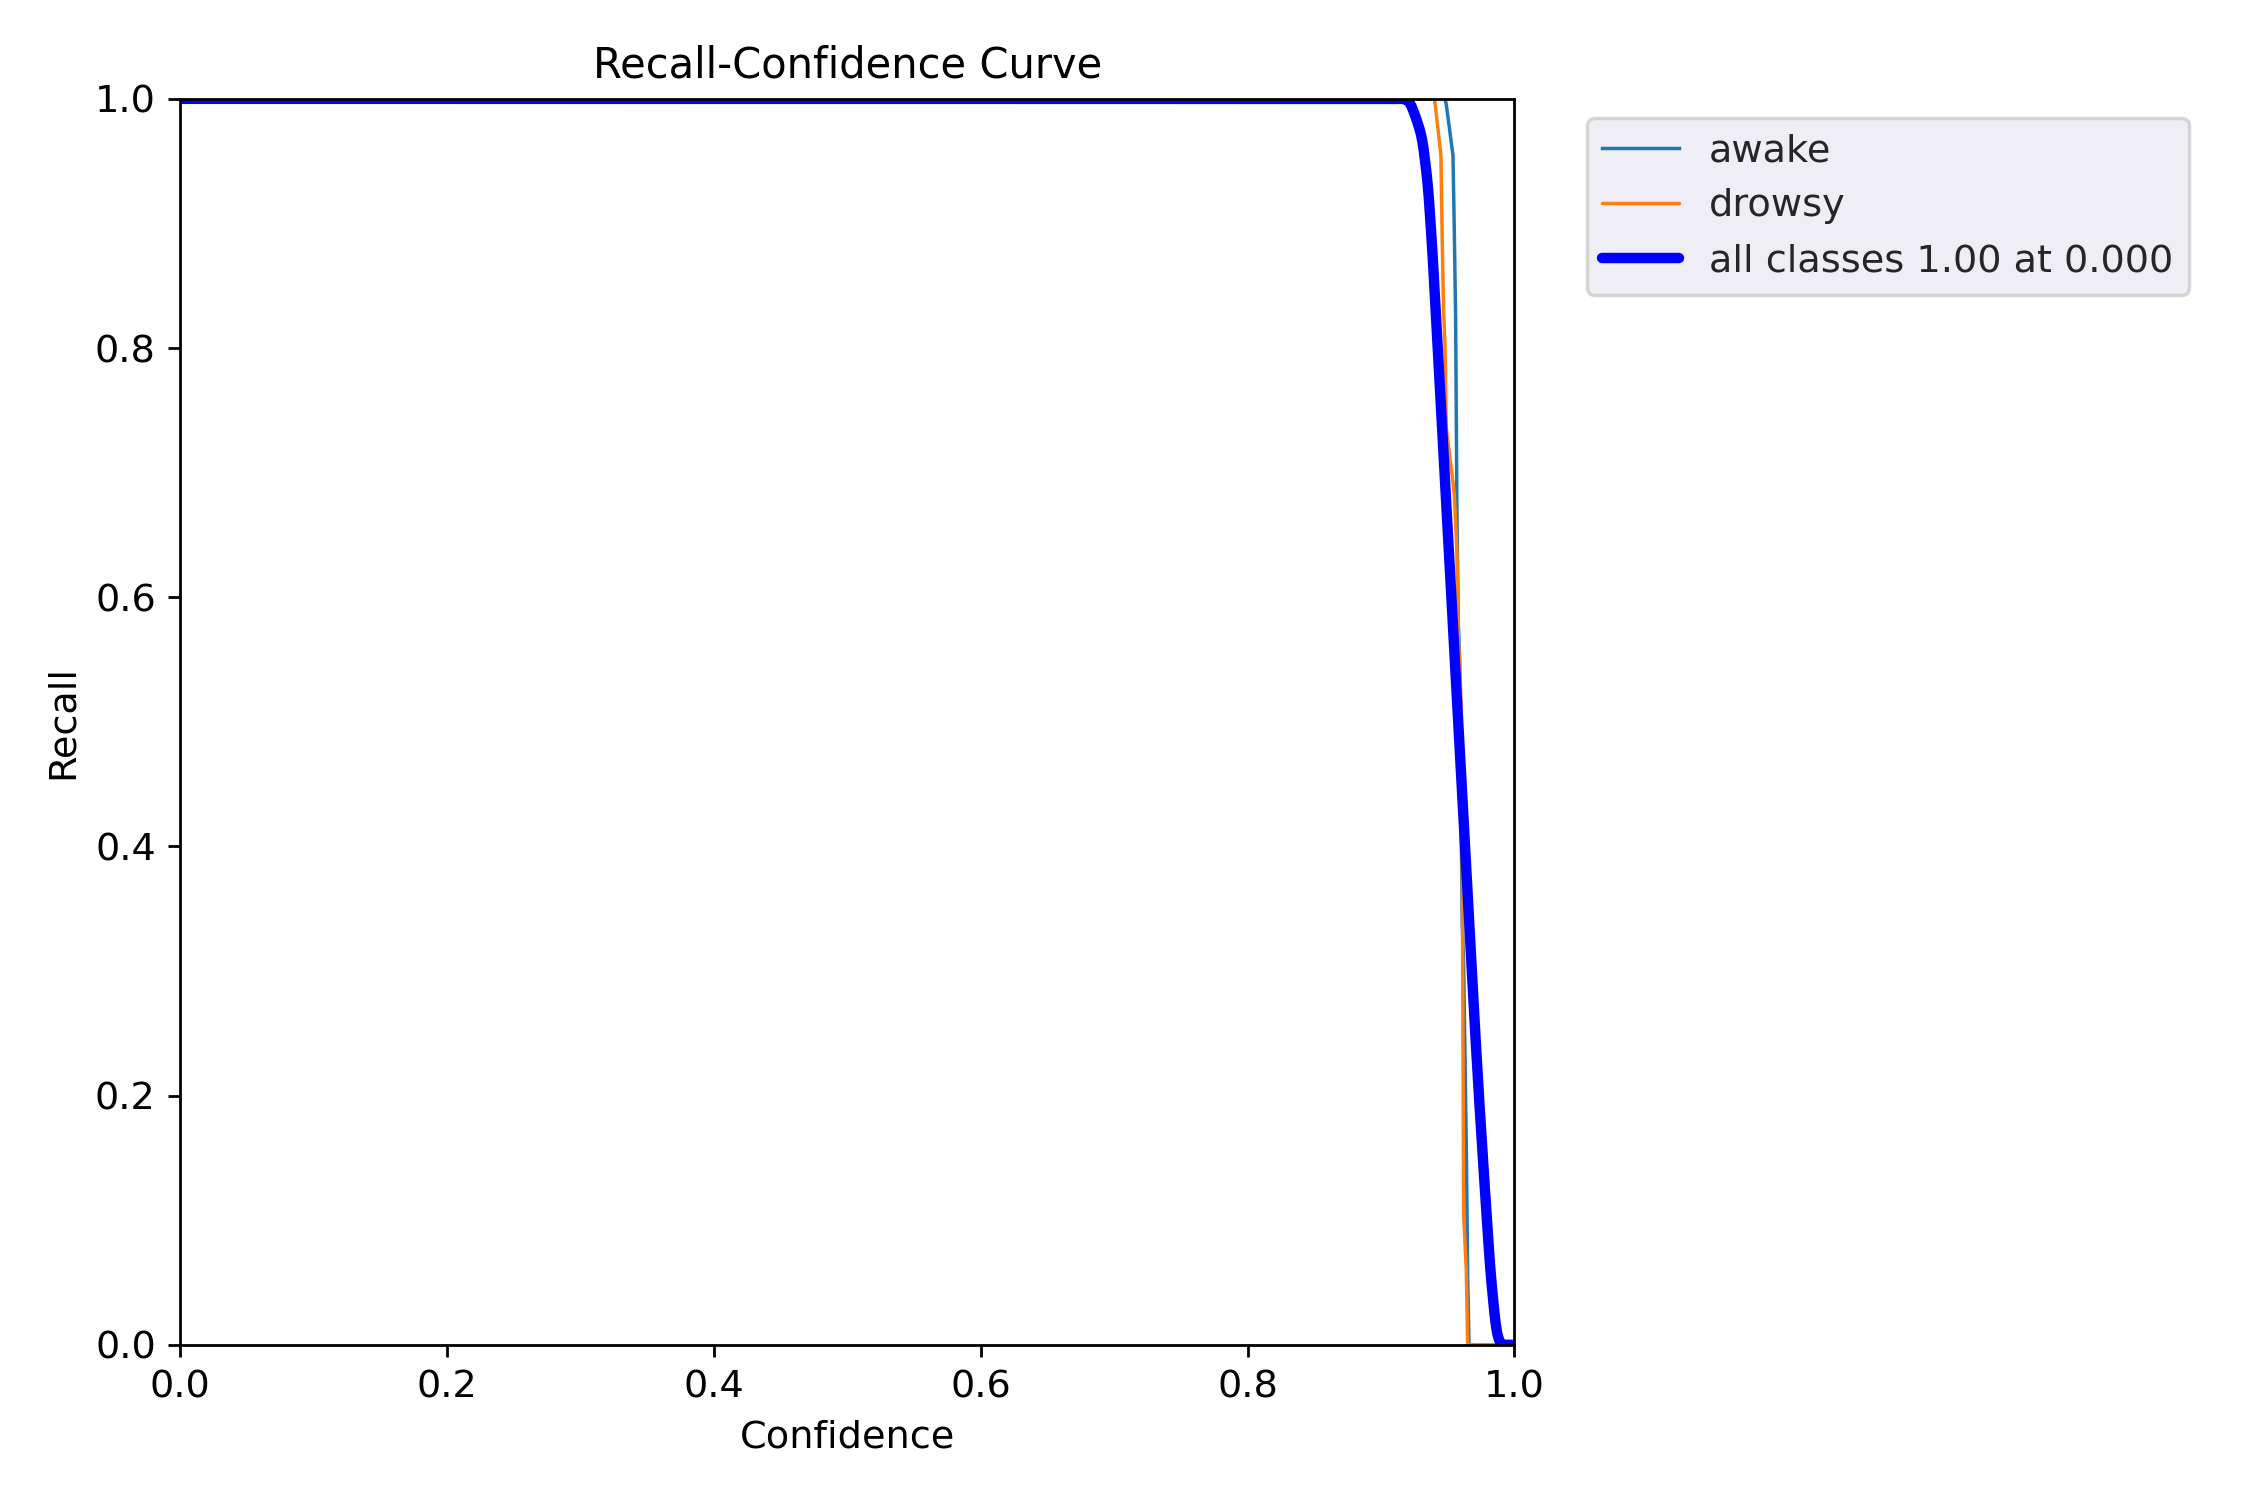 Recall-Confidence Curve
1.0
0.8
0.6
0.4
0.2
0.0
Recall
0.0 0.2 0.4 0.6 0.8 1.0
Confidence
awake
drowsy
all classes 1.00 at 0.000